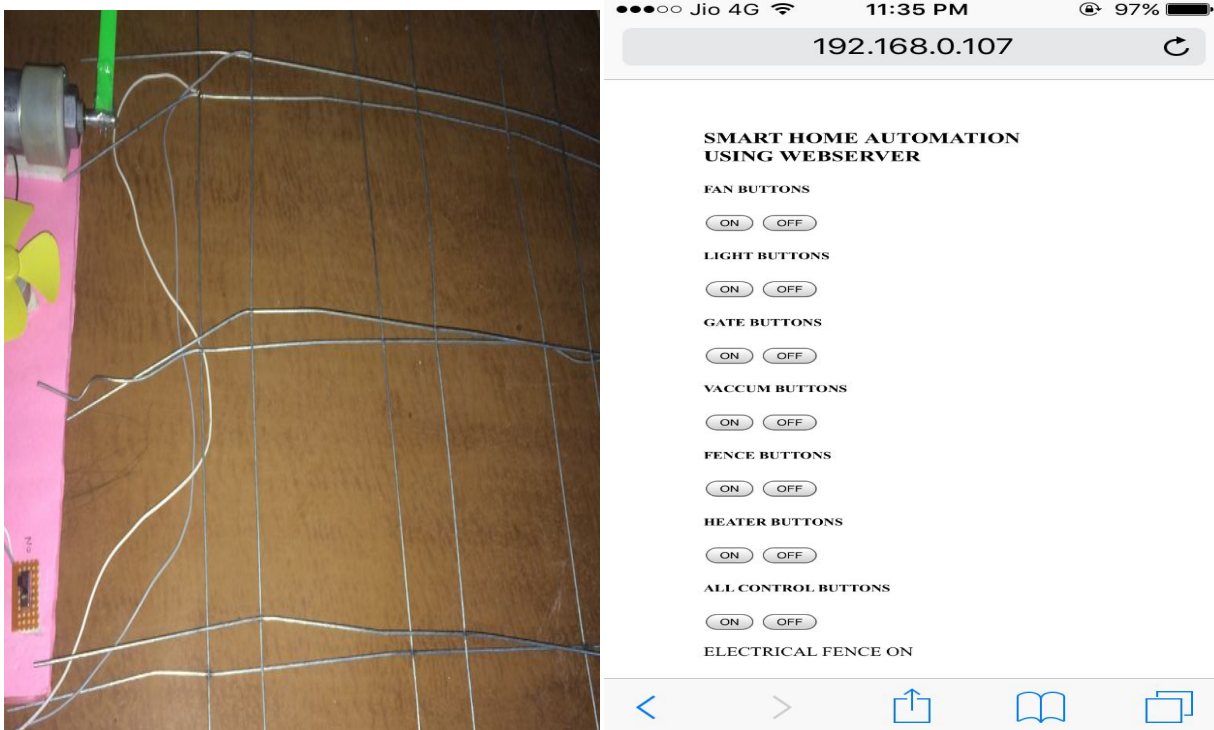 Jio 4G 11:35 PM 97%
192.168.0.107
SMART HOME AUTOMATION
USING WEBSERVER
FAN BUTTONS
ON OFF
LIGHT BUTTONS
ON OFF
GATE BUTTONS
ON OFF
VACCUM BUTTONS
ON OFF
FENCE BUTTONS
ON OFF
HEATER BUTTONS
ON OFF
ALL CONTROL BUTTONS
ON OFF
ELECTRICAL FENCE ON